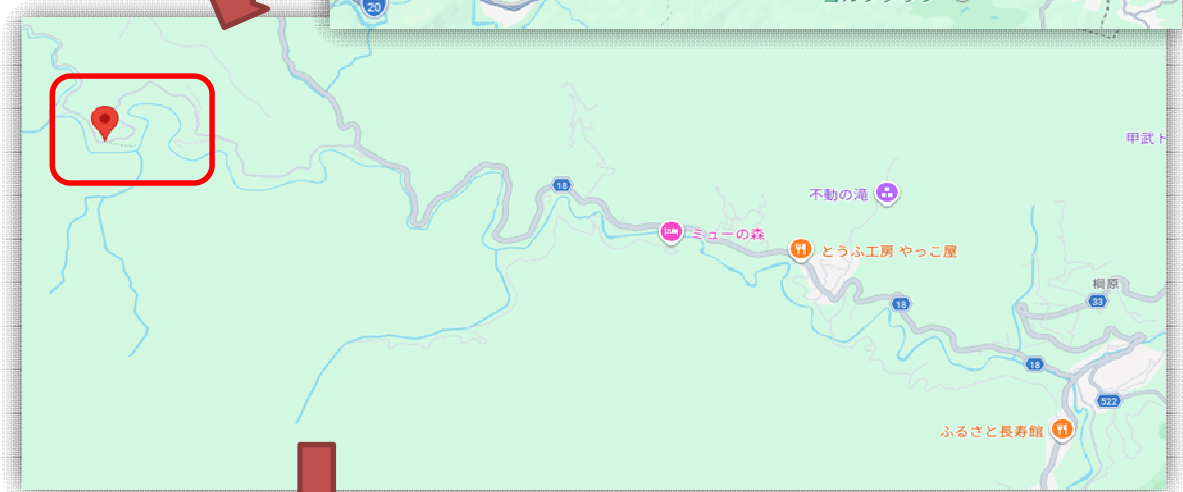 20
甲武ト
18
不動の滝
ミューの森
とうふ工房 やっこ屋
桐原
33
18
18
522
ふるさと長寿館